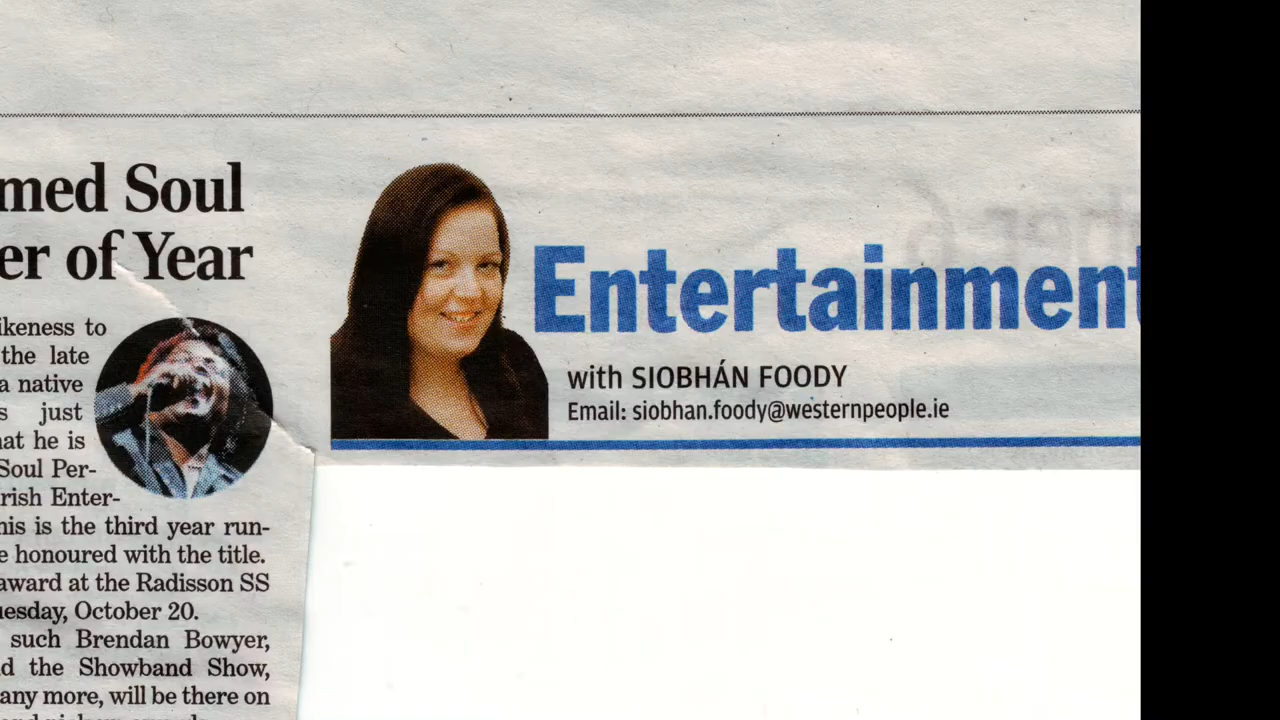 med Soul
er of Year
ikeness to
the late
a native
s just
hat he is
Soul Per-
rish Enter-
his is the third year run-
e honoured with the title.
award at the Radisson SS
uesday, October 20.
such Brendan Bowyer,
d the Showband Show,
any more, will be there on
Entertainment
with SIOBHÁN FOODY
Email: siobhan.foody@westernpeople.ie